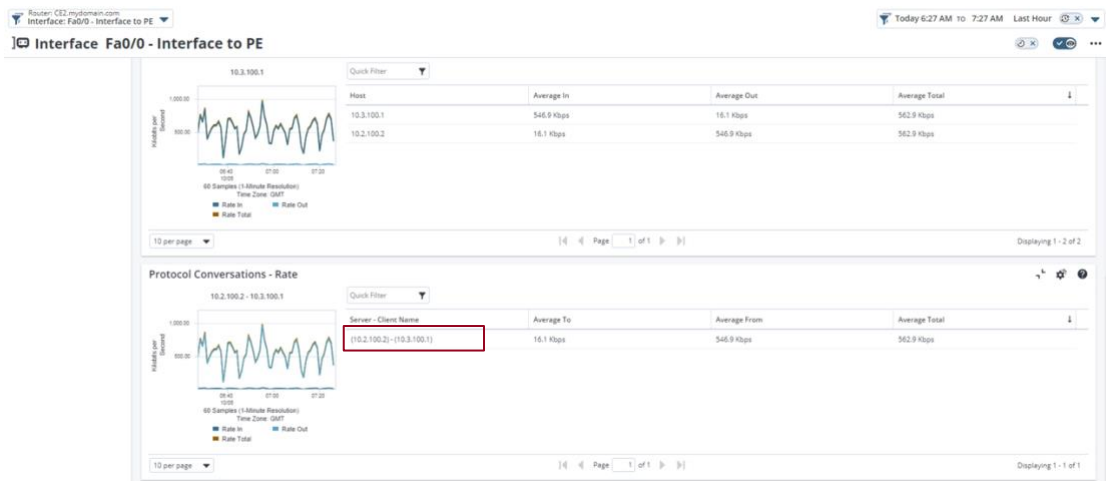 Router: CE2.mydomain.com
Interface: Fa0/0 - Interface to PE
Today 6:27 AM TO 7:27 AM Last Hour
Interface Fa0/0 - Interface to PE
10.3.100.1
Quick Filter
Host Average In Average Out Average Total
10.3.100.1 546.9 Kbps 16.1 Kbps 562.9 Kbps
10.2.100.2 16.1 Kbps 546.9 Kbps 562.9 Kbps
Kilobits per Second
1,000.00
500.00
06:40 07:00 07:20
10/05
60 Samples (1-Minute Resolution)
Time Zone: GMT
Rate In Rate Out
Rate Total
10 per page Page 1 of 1 Displaying 1 - 2 of 2
Protocol Conversations - Rate
10.2.100.2 - 10.3.100.1
Quick Filter
Server - Client Name Average To Average From Average Total
(10.2.100.2) - (10.3.100.1) 16.1 Kbps 546.9 Kbps 562.9 Kbps
Kilobits per Second
1,000.00
500.00
06:40 07:00 07:20
10/05
60 Samples (1-Minute Resolution)
Time Zone: GMT
Rate In Rate Out
Rate Total
10 per page Page 1 of 1 Displaying 1 - 1 of 1